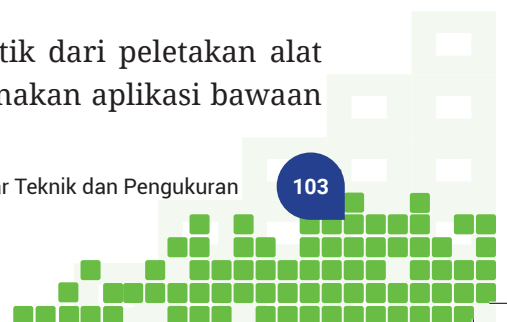 tik dari peletakan alat
nakan aplikasi bawaan
r Teknik dan Pengukuran 103